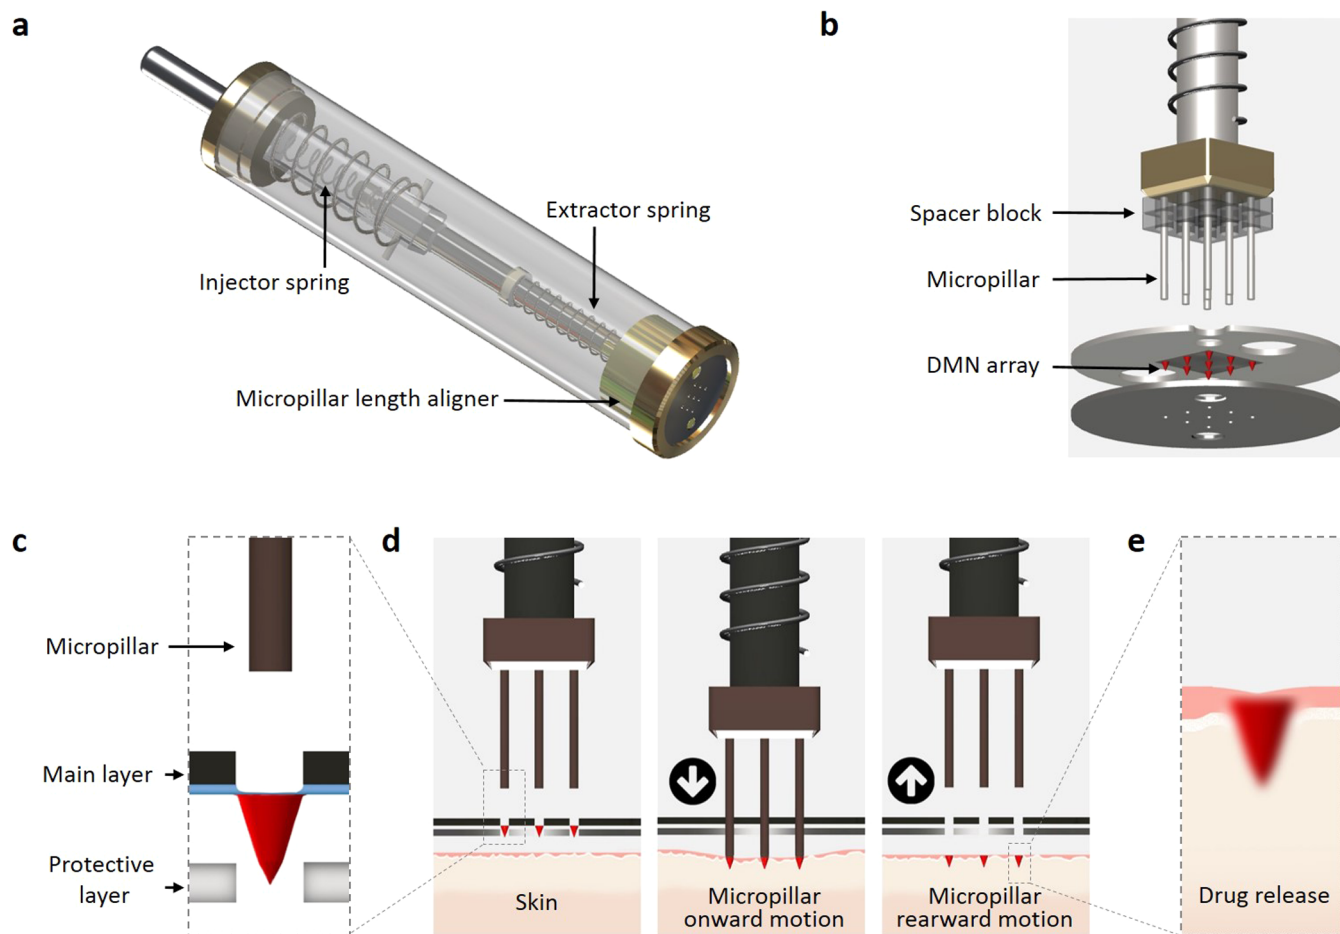 a
Extractor spring
Injector spring
Micropillar length aligner
b
Spacer block
Micropillar
DMN array
c
Micropillar
Main layer
Protective
layer
d
Skin
Micropillar
onward motion
Micropillar
rearward motion
e
Drug release